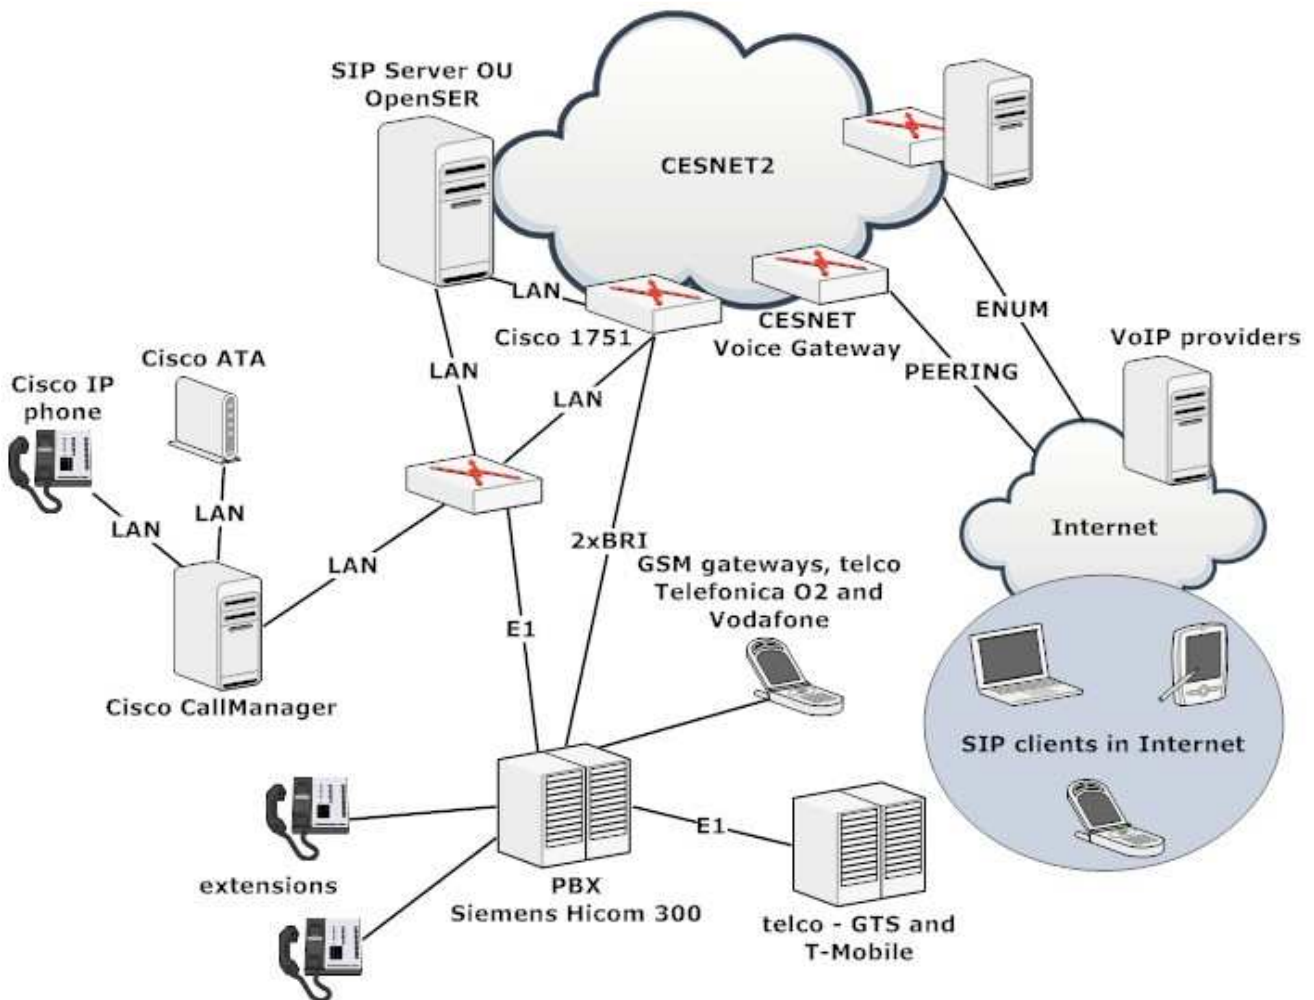 SIP Server OU
OpenSER
CESNET2
LAN
Cisco 1751
CESNET
Voice Gateway
ENUM
PEERING
VoIP providers
Cisco ATA
Cisco IP
phone
LAN
LAN
LAN
LAN
LAN
2xBRI
Internet
GSM gateways, telco
Telefonica O2 and
Vodafone
E1
Cisco CallManager
SIP clients in Internet
E1
extensions
PBX
Siemens Hicom 300
telco - GTS and
T-Mobile